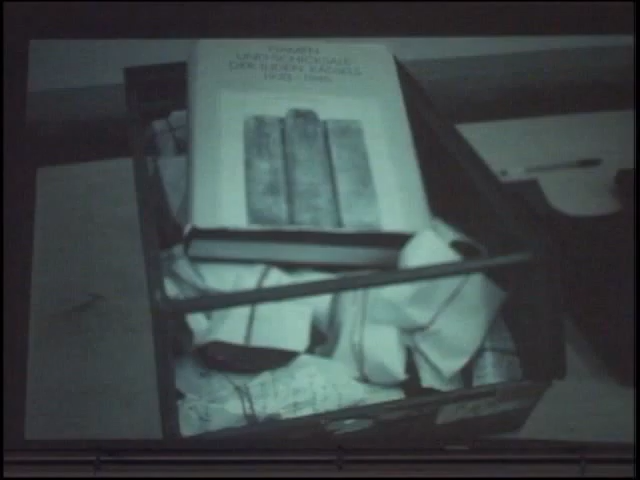 NAMEN
UND SCHICKSALE
DER JUDEN KASSELS
1933 - 1945